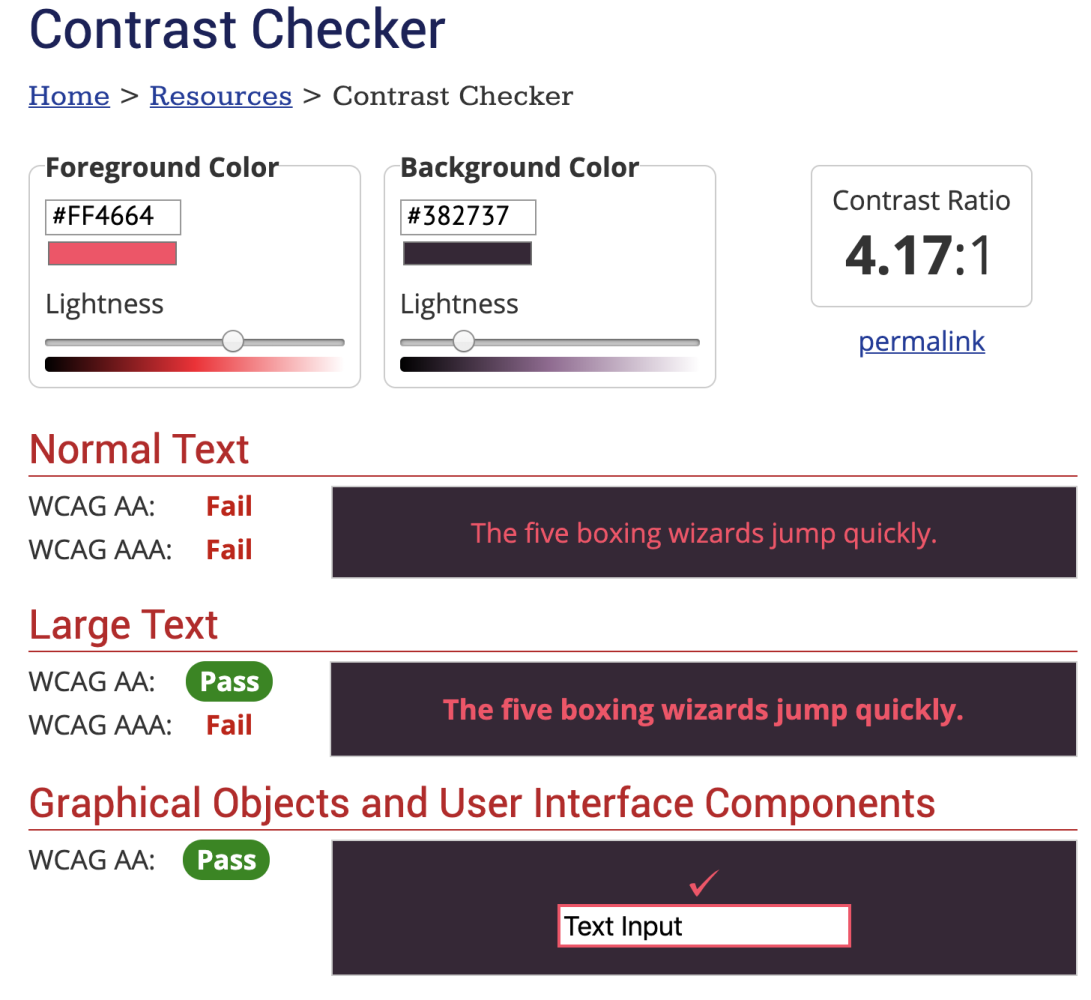 Contrast Checker
Home > Resources > Contrast Checker
Foreground Color
#FF4664
Lightness
Background Color
#382737
Lightness
Contrast Ratio
4.17:1
permalink
Normal Text
WCAG AA: Fail
WCAG AAA: Fail
The five boxing wizards jump quickly.
Large Text
WCAG AA: Pass
WCAG AAA: Fail
The five boxing wizards jump quickly.
Graphical Objects and User Interface Components
WCAG AA: Pass
✓
Text Input